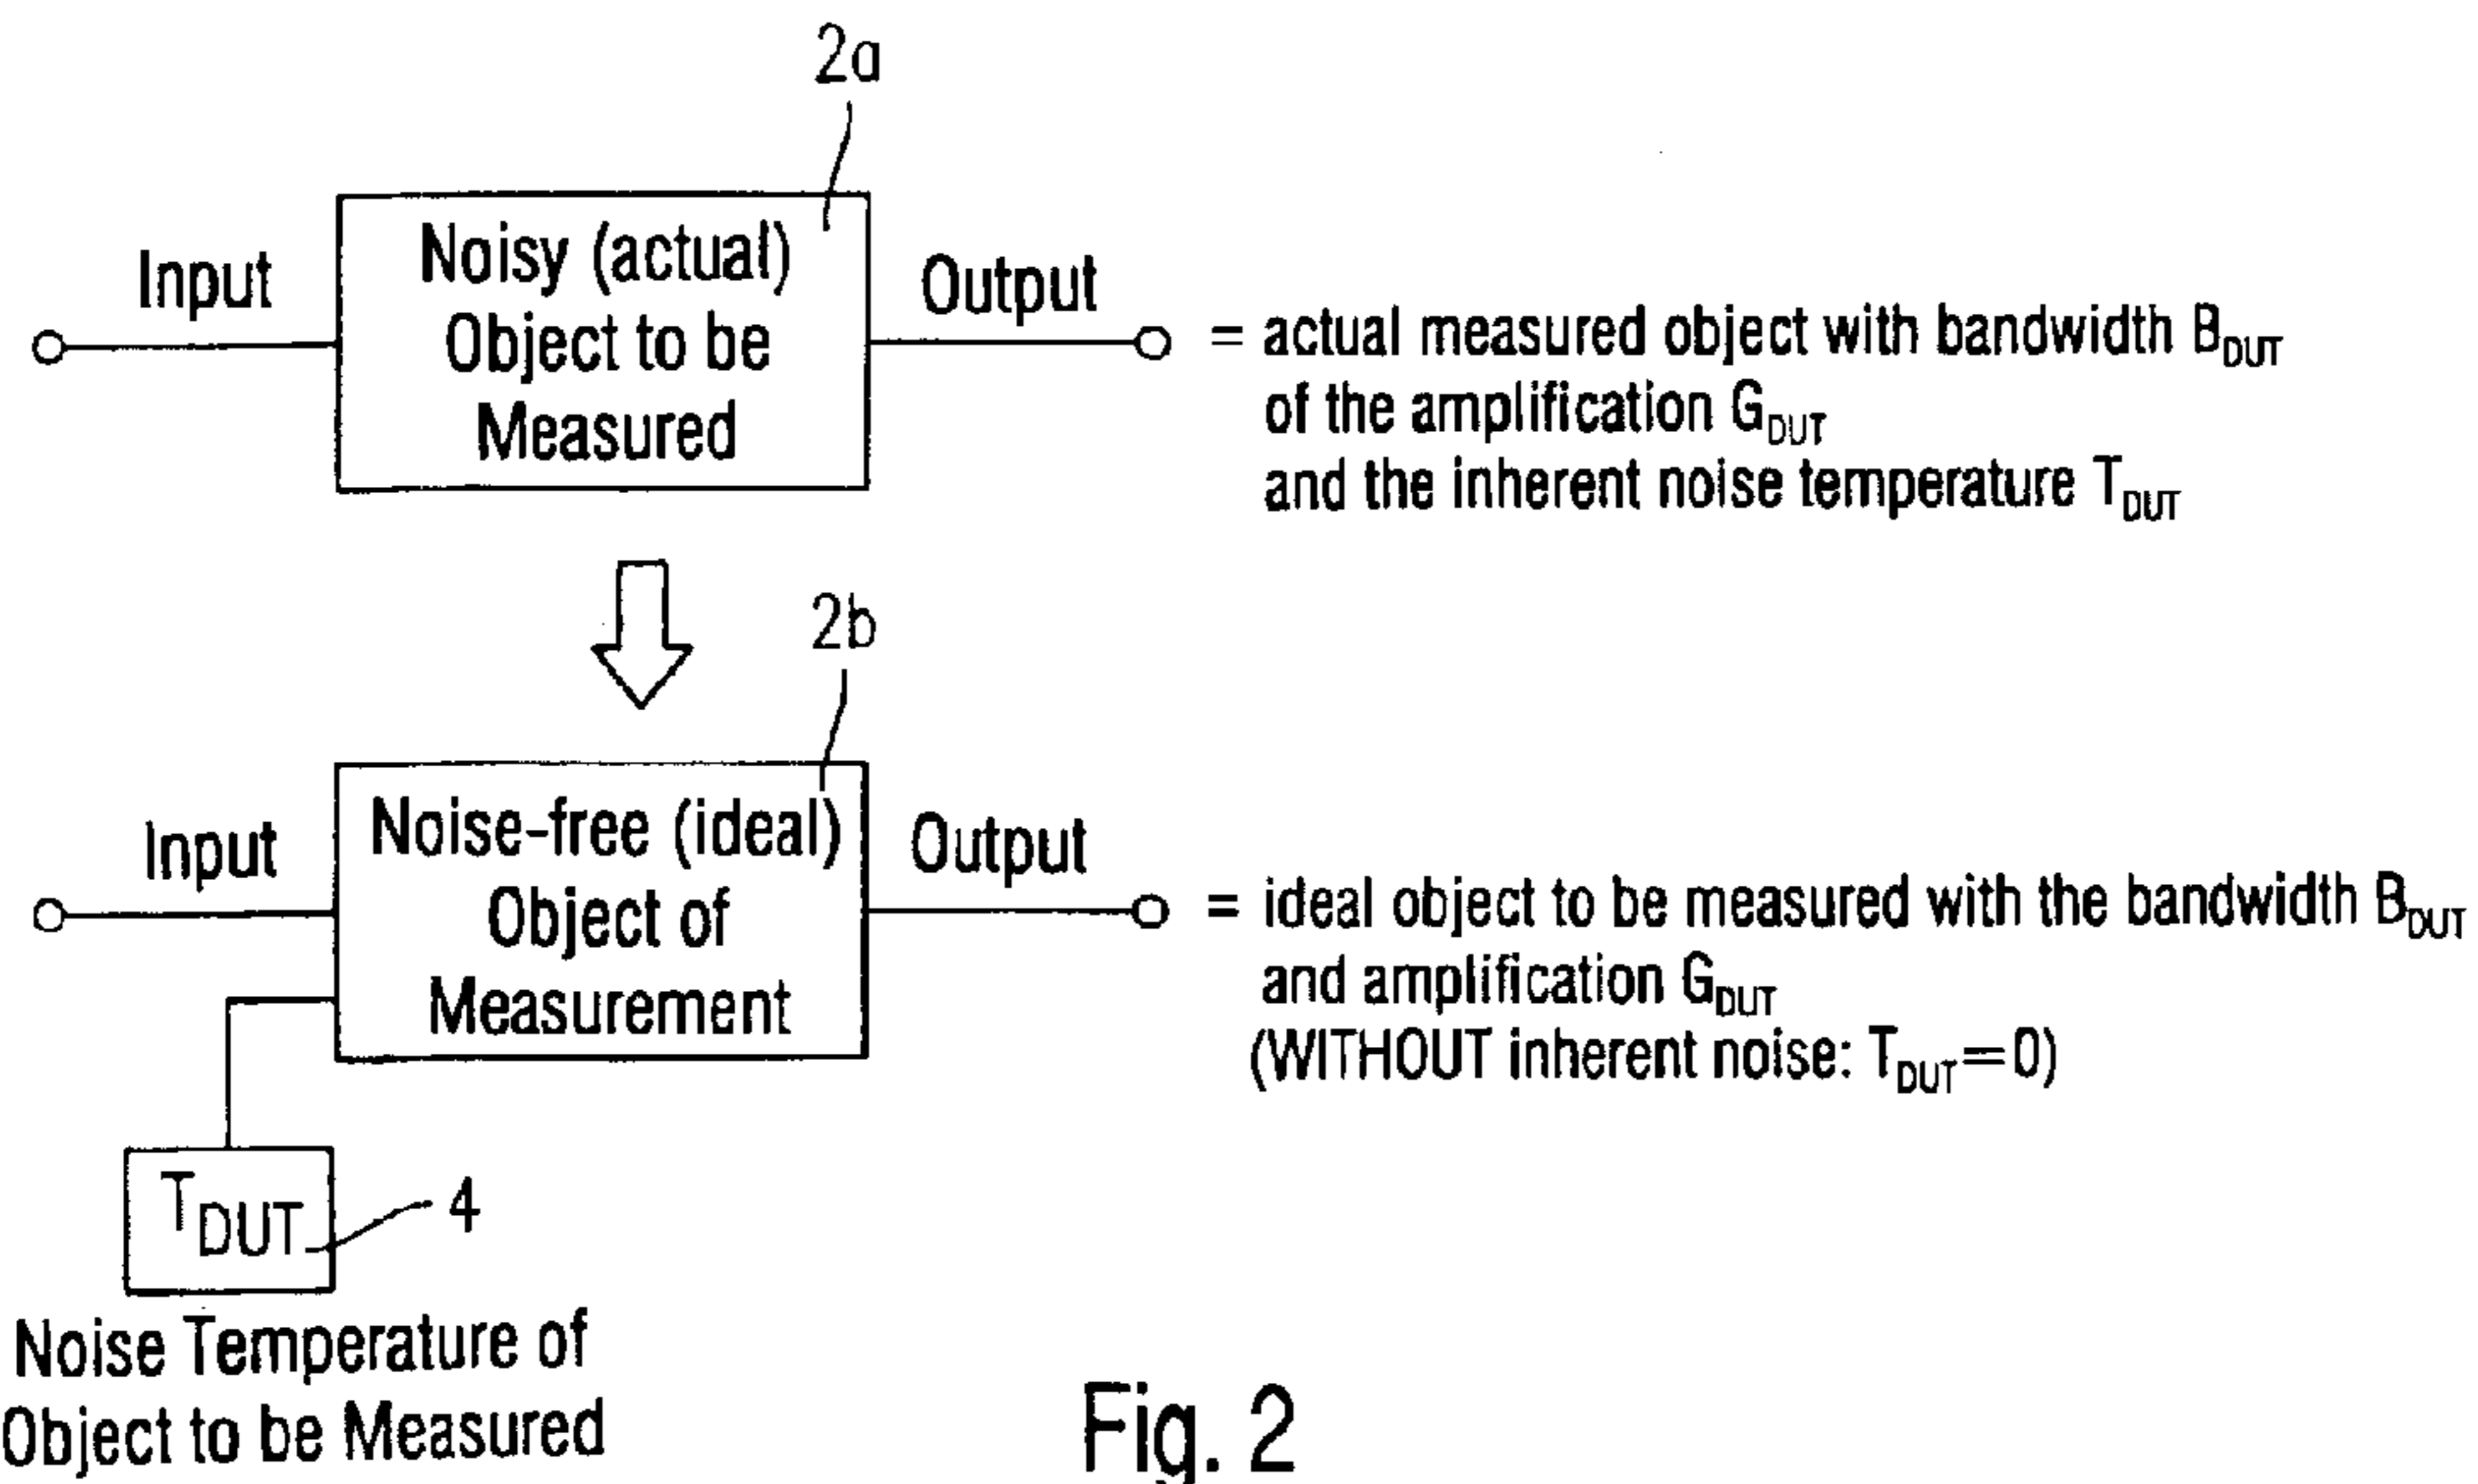 2a
Input
Noisy (actual)
Object to be
Measured
Output
= actual measured object with bandwidth B_DUT
of the amplification G_DUT
and the inherent noise temperature T_DUT
2b
Input
Noise-free (ideal)
Object of
Measurement
Output
= ideal object to be measured with the bandwidth B_DUT
and amplification G_DUT
(WITHOUT inherent noise: T_DUT=0)
T_DUT
4
Noise Temperature of
Object to be Measured
Fig. 2